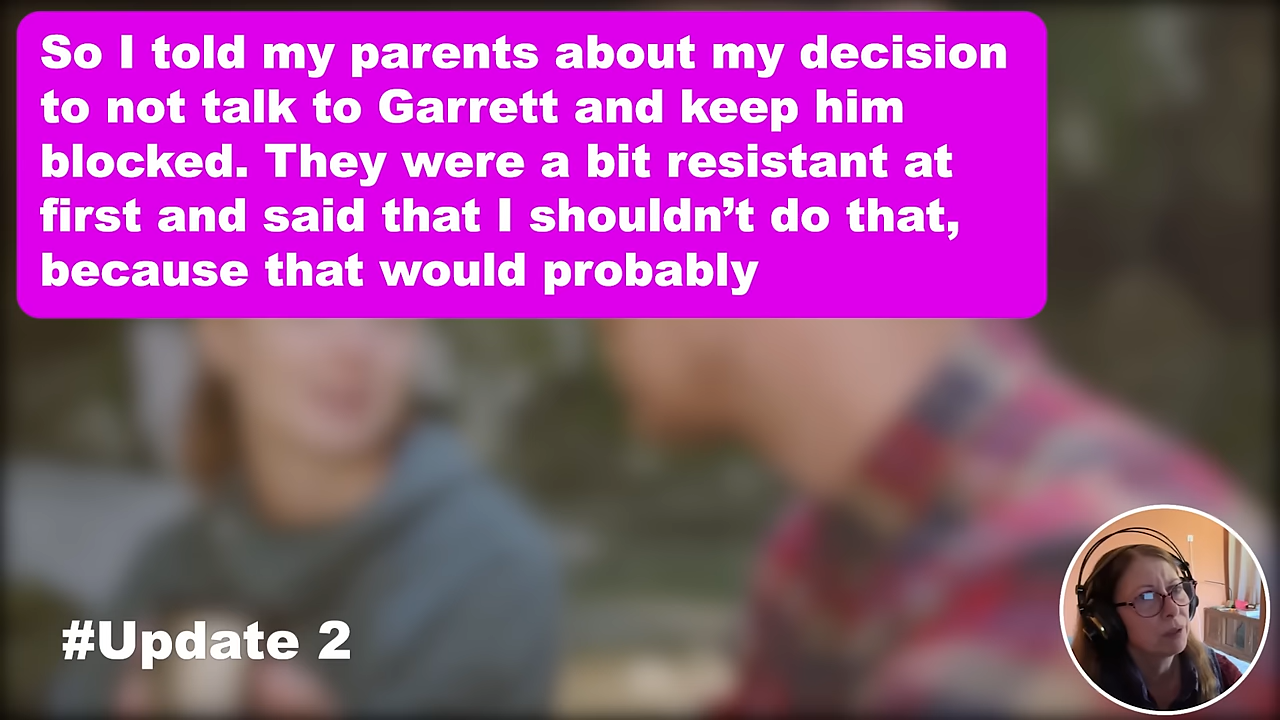 So I told my parents about my decision
to not talk to Garrett and keep him
blocked. They were a bit resistant at
first and said that I shouldn’t do that,
because that would probably
#Update 2